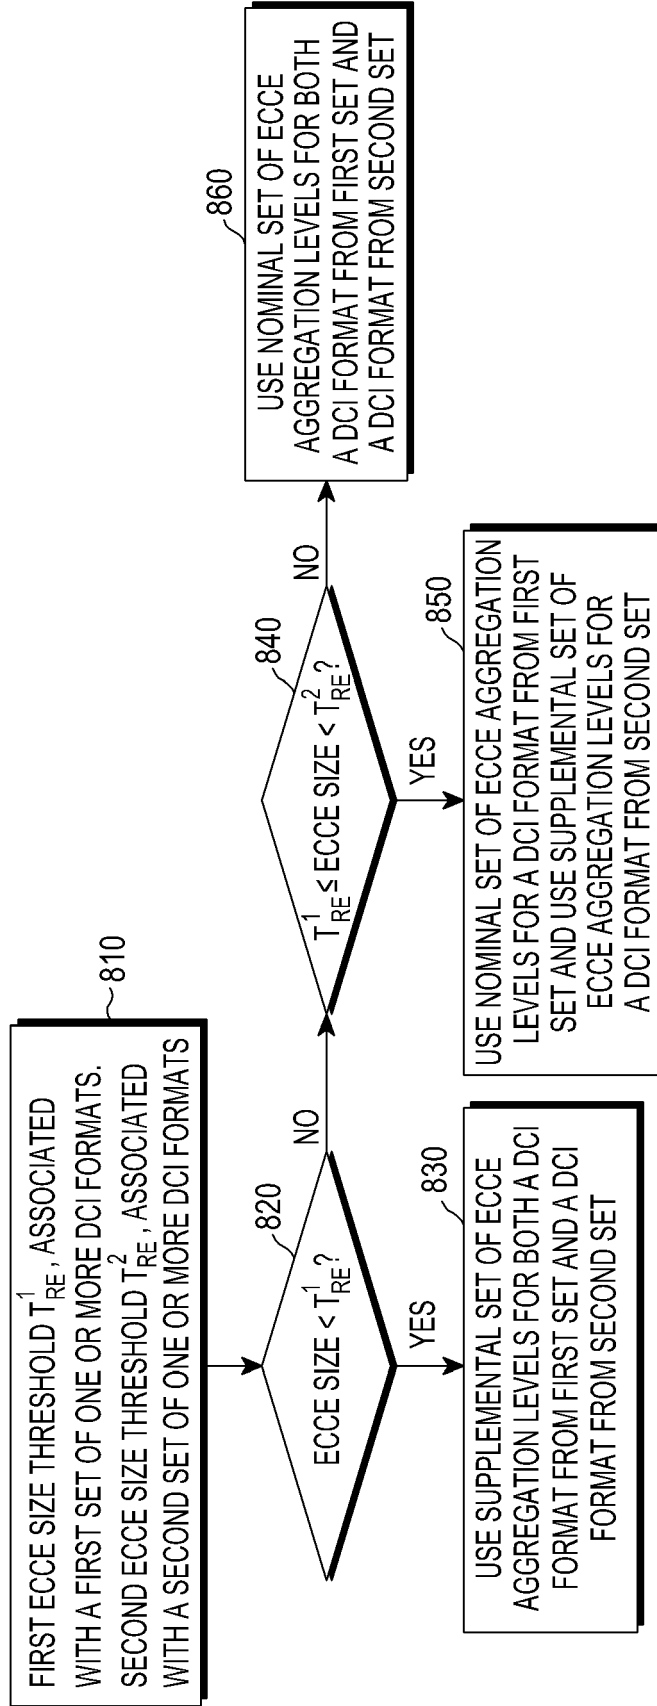 FIRST ECCE SIZE THRESHOLD T¹_RE, ASSOCIATED
WITH A FIRST SET OF ONE OR MORE DCI FORMATS.
SECOND ECCE SIZE THRESHOLD T²_RE, ASSOCIATED
WITH A SECOND SET OF ONE OR MORE DCI FORMATS
810
ECCE SIZE < T¹_RE?
820
NO
YES
USE SUPPLEMENTAL SET OF ECCE
AGGREGATION LEVELS FOR BOTH A DCI
FORMAT FROM FIRST SET AND A DCI
FORMAT FROM SECOND SET
830
T¹_RE ≤ ECCE SIZE < T²_RE?
840
NO
YES
USE NOMINAL SET OF ECCE AGGREGATION
LEVELS FOR A DCI FORMAT FROM FIRST
SET AND USE SUPPLEMENTAL SET OF
ECCE AGGREGATION LEVELS FOR
A DCI FORMAT FROM SECOND SET
850
USE NOMINAL SET OF ECCE
AGGREGATION LEVELS FOR BOTH
A DCI FORMAT FROM FIRST SET AND
A DCI FORMAT FROM SECOND SET
860